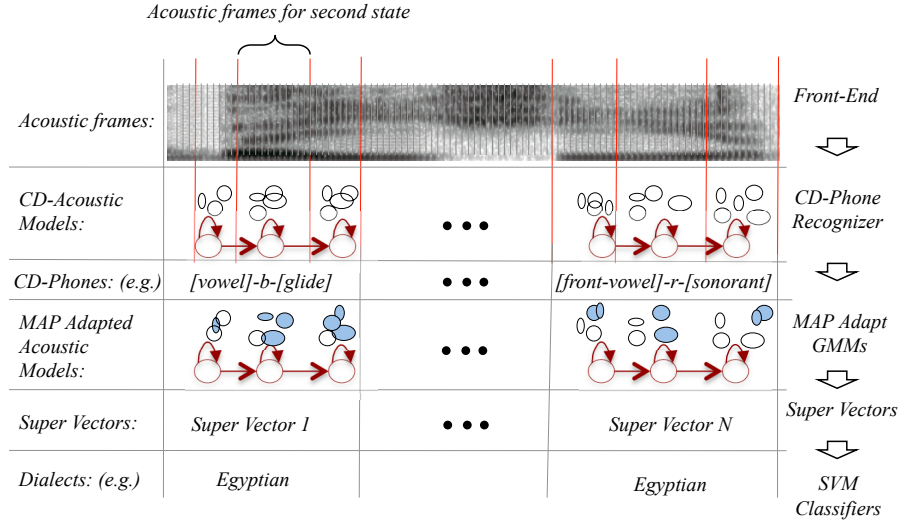 Acoustic frames for second state
Acoustic frames:
Front-End
CD-Acoustic
Models:
CD-Phone
Recognizer
CD-Phones: (e.g.)
[vowel]-b-[glide]
[front-vowel]-r-[sonorant]
MAP Adapted
Acoustic
Models:
MAP Adapt
GMMs
Super Vectors:
Super Vector 1
Super Vector N
Super Vectors
Dialects: (e.g.)
Egyptian
Egyptian
SVM
Classifiers